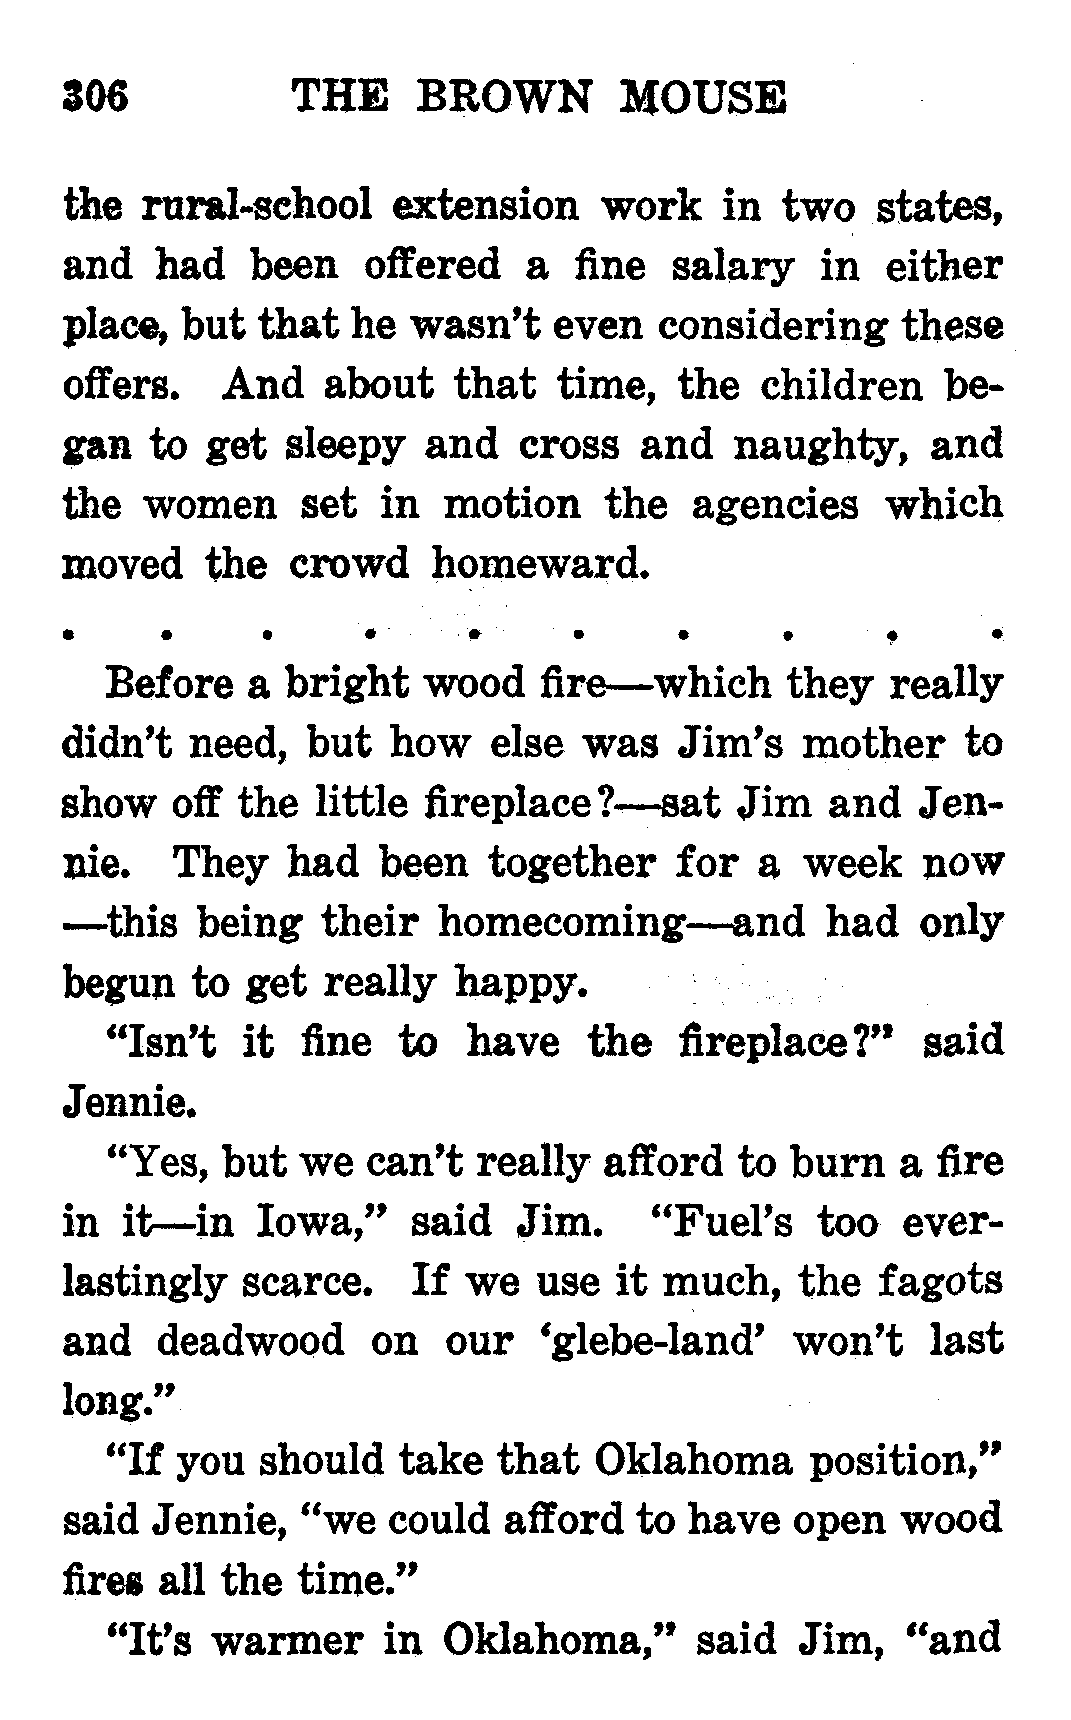 306 THE BROWN MOUSE
the rural-school extension work in two states,
and had been offered a fine salary in either
place, but that he wasn't even considering these
offers. And about that time, the children be-
gan to get sleepy and cross and naughty, and
the women set in motion the agencies which
moved the crowd homeward.
. . . . . . . . . .
Before a bright wood fire—which they really
didn't need, but how else was Jim's mother to
show off the little fireplace?—sat Jim and Jen-
nie. They had been together for a week now
—this being their homecoming—and had only
begun to get really happy.
“Isn't it fine to have the fireplace?” said
Jennie.
“Yes, but we can't really afford to burn a fire
in it—in Iowa,” said Jim. “Fuel's too ever-
lastingly scarce. If we use it much, the fagots
and deadwood on our ‘glebe-land’ won't last
long.”
“If you should take that Oklahoma position,”
said Jennie, “we could afford to have open wood
fires all the time.”
“It's warmer in Oklahoma,” said Jim, “and